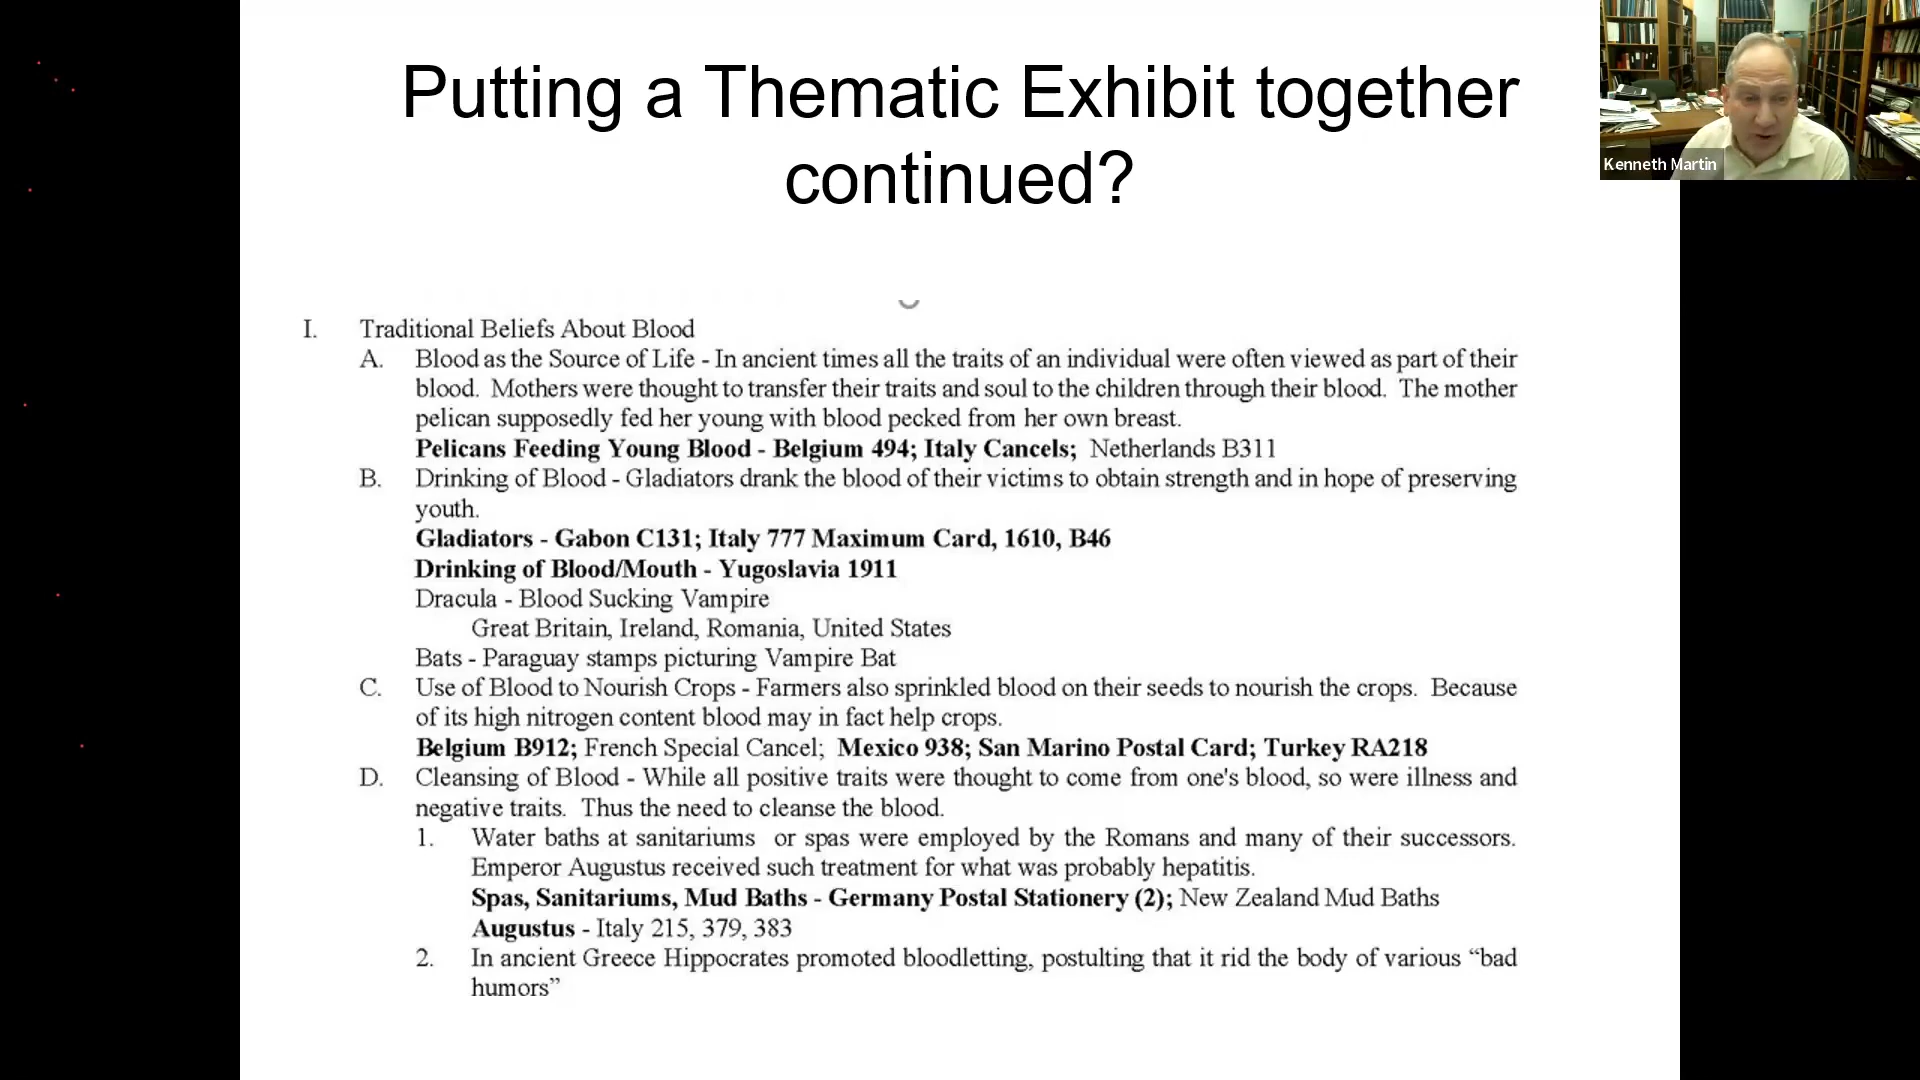 Putting a Thematic Exhibit together
continued?
Kenneth Martin
I. Traditional Beliefs About Blood
A. Blood as the Source of Life - In ancient times all the traits of an individual were often viewed as part of their
blood. Mothers were thought to transfer their traits and soul to the children through their blood. The mother
pelican supposedly fed her young with blood pecked from her own breast.
Pelicans Feeding Young Blood - Belgium 494; Italy Cancels; Netherlands B311
B. Drinking of Blood - Gladiators drank the blood of their victims to obtain strength and in hope of preserving
youth.
Gladiators - Gabon C131; Italy 777 Maximum Card, 1610, B46
Drinking of Blood/Mouth - Yugoslavia 1911
Dracula - Blood Sucking Vampire
Great Britain, Ireland, Romania, United States
Bats - Paraguay stamps picturing Vampire Bat
C. Use of Blood to Nourish Crops - Farmers also sprinkled blood on their seeds to nourish the crops. Because
of its high nitrogen content blood may in fact help crops.
Belgium B912; French Special Cancel; Mexico 938; San Marino Postal Card; Turkey RA218
D. Cleansing of Blood - While all positive traits were thought to come from one's blood, so were illness and
negative traits. Thus the need to cleanse the blood.
1. Water baths at sanitariums or spas were employed by the Romans and many of their successors.
Emperor Augustus received such treatment for what was probably hepatitis.
Spas, Sanitariums, Mud Baths - Germany Postal Stationery (2); New Zealand Mud Baths
Augustus - Italy 215, 379, 383
2. In ancient Greece Hippocrates promoted bloodletting, postulting that it rid the body of various “bad
humors”